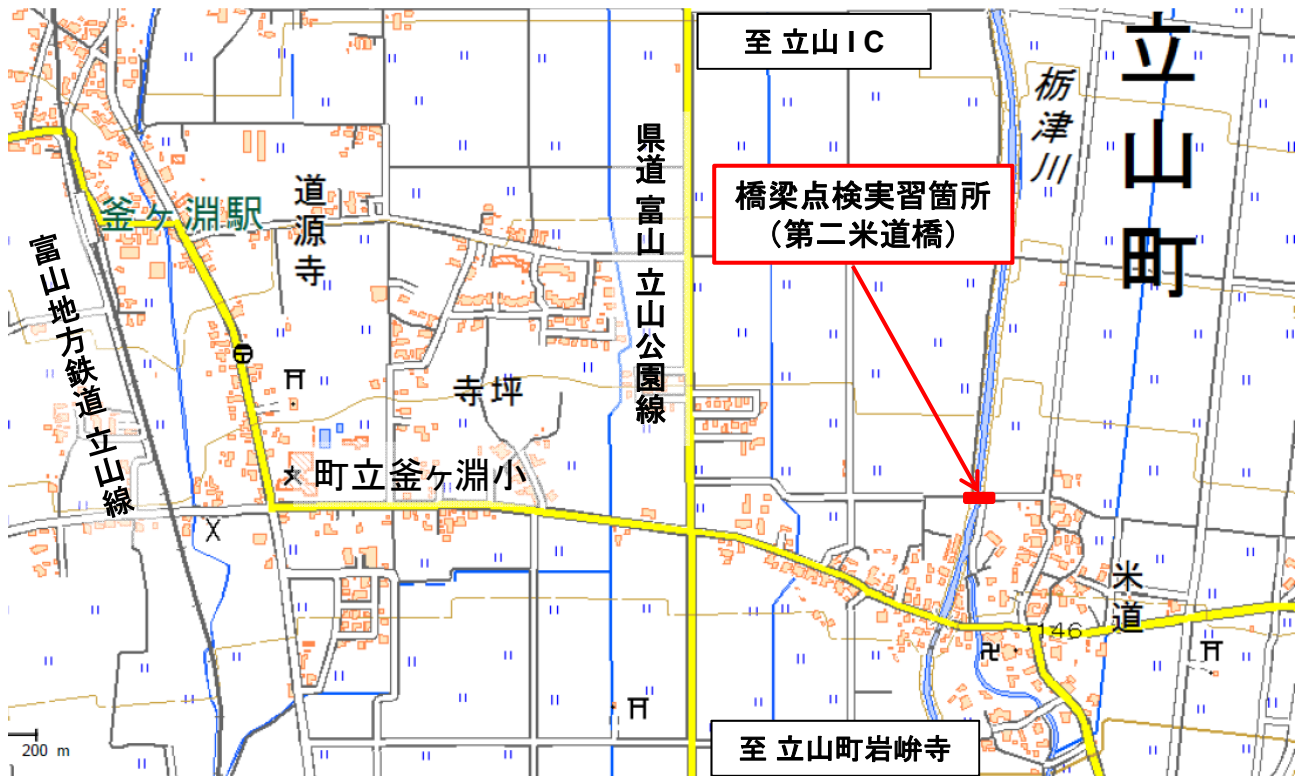 至 立山ＩＣ
立山町
栃津川
県道 富山 立山公園線
橋梁点検実習箇所
（第二米道橋）
釜ヶ淵駅
道源寺
富山地方鉄道 立山線
寺坪
町立釜ヶ淵小
米道
146
200 m
至 立山町岩峅寺